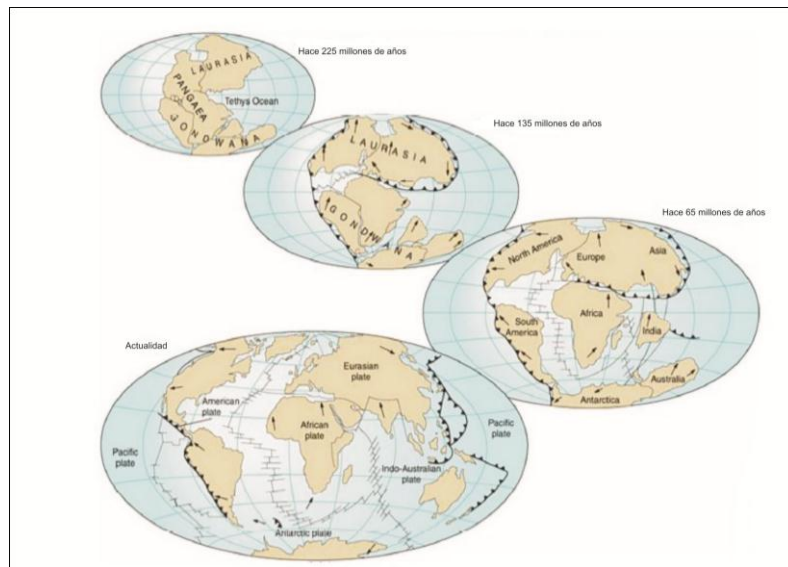 Hace 225 millones de años
LAURASIA
PANGAEA
Tethys Ocean
GONDWANA
Hace 135 millones de años
LAURASIA
GONDIWANA
Hace 65 millones de años
North America
Europe
Asia
Africa
South
America
India
Australia
Antarctica
Actualidad
Eurasian
plate
American
plate
African
plate
Pacific
plate
Pacific
plate
Indo-Australian
plate
Antarctic plate